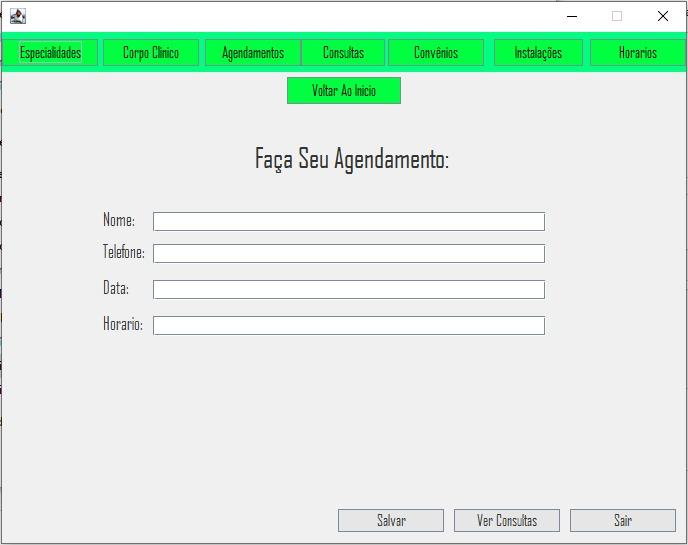 Especialidades Corpo Clinico Agendamentos Consultas Convênios Instalações Horarios
Voltar Ao Inicio
Faça Seu Agendamento:
Nome:
Telefone:
Data:
Horario:
Salvar Ver Consultas Sair